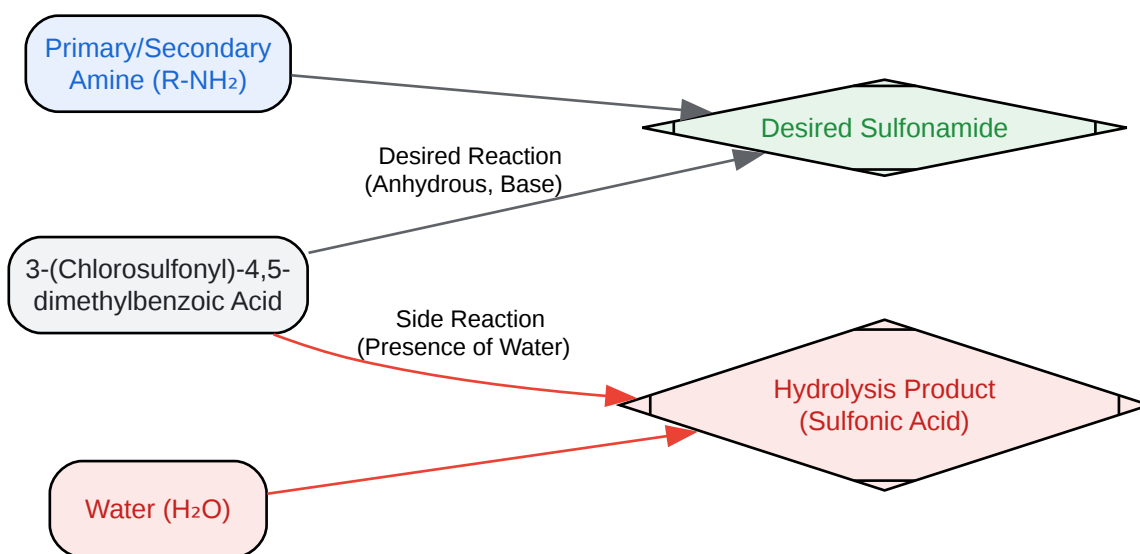 Primary/Secondary
Amine (R-NH₂)
Desired Sulfonamide
Desired Reaction
(Anhydrous, Base)
3-(Chlorosulfonyl)-4,5-
dimethylbenzoic Acid
Side Reaction
(Presence of Water)
Hydrolysis Product
(Sulfonic Acid)
Water (H₂O)